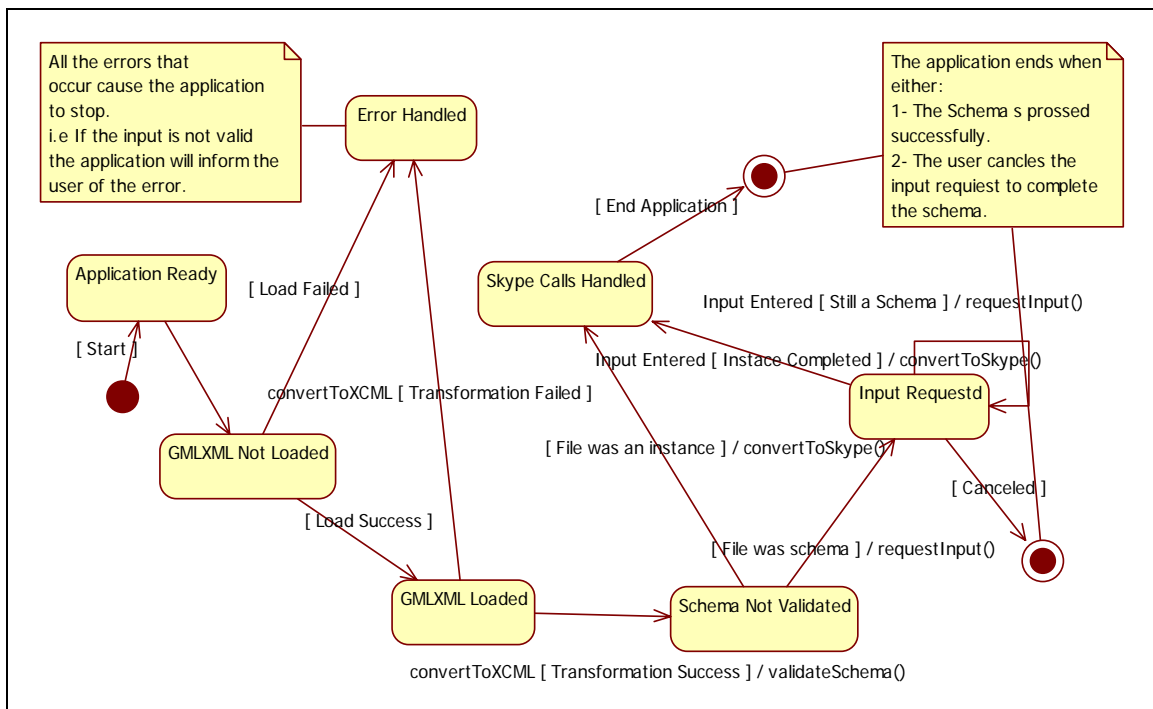 All the errors that
occur cause the application
to stop.
i.e If the input is not valid
the application will inform the
user of the error.
Error Handled
The application ends when
either:
1- The Schema s prossed
successfully.
2- The user cancles the
input requiest to complete
the schema.
[ End Application ]
Application Ready
Skype Calls Handled
[ Load Failed ]
Input Entered [ Still a Schema ] / requestInput()
[ Start ]
Input Entered [ Instace Completed ] / convertToSkype()
convertToXCML [ Transformation Failed ]
Input Requestd
GMLXML Not Loaded
[ File was an instance ] / convertToSkype()
[ Canceled ]
[ Load Success ]
[ File was schema ] / requestInput()
GMLXML Loaded
Schema Not Validated
convertToXCML [ Transformation Success ] / validateSchema()